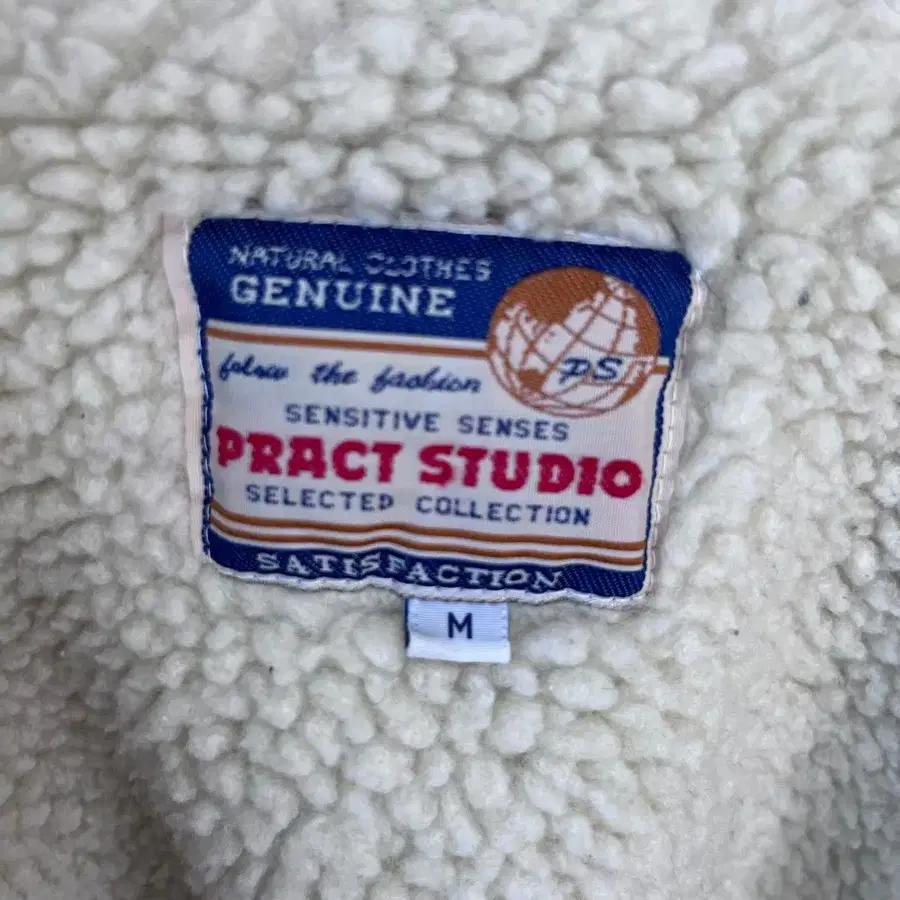 NATURAL CLOTHES
GENUINE
PS
follow the fashion
SENSITIVE SENSES
PRACT STUDIO
SELECTED COLLECTION
SATISFACTION
M